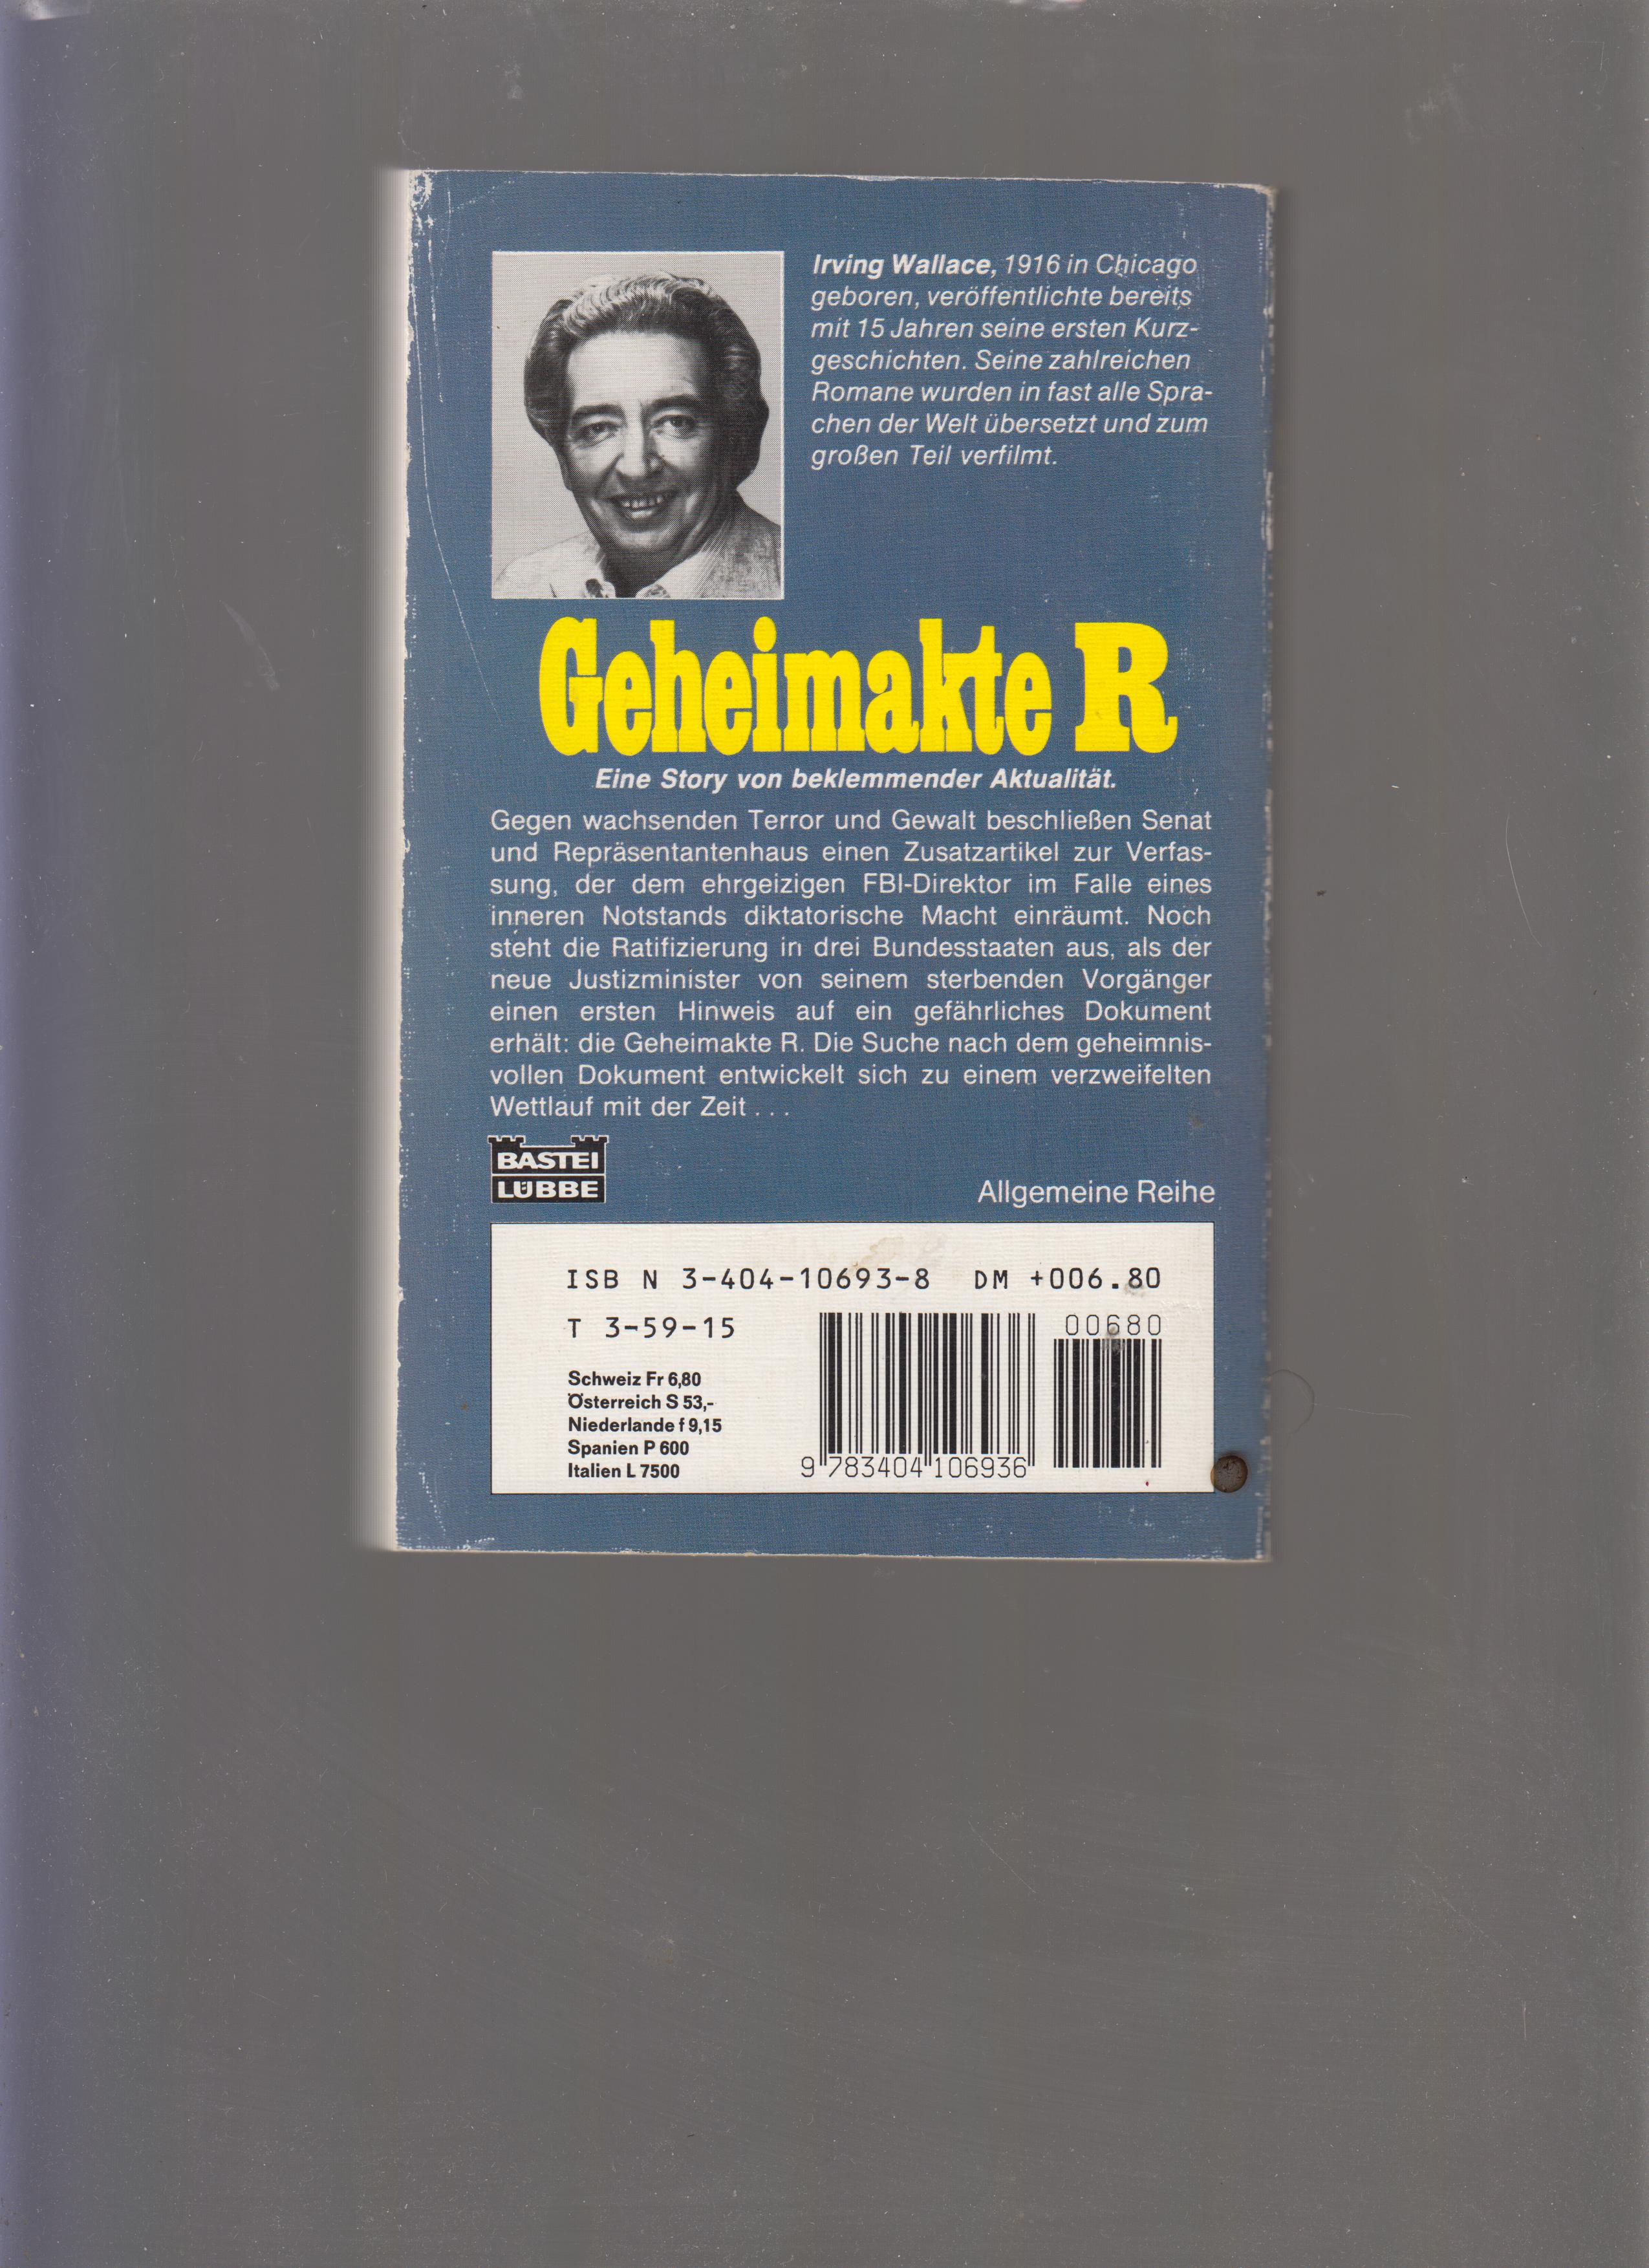 Irving Wallace, 1916 in Chicago
geboren, veröffentlichte bereits
mit 15 Jahren seine ersten Kurz-
geschichten. Seine zahlreichen
Romane wurden in fast alle Spra-
chen der Welt übersetzt und zum
großen Teil verfilmt.
Geheimakte R
Eine Story von beklemmender Aktualität.
Gegen wachsenden Terror und Gewalt beschließen Senat
und Repräsentantenhaus einen Zusatzartikel zur Verfas-
sung, der dem ehrgeizigen FBI-Direktor im Falle eines
inneren Notstands diktatorische Macht einräumt. Noch
steht die Ratifizierung in drei Bundesstaaten aus, als der
neue Justizminister von seinem sterbenden Vorgänger
einen ersten Hinweis auf ein gefährliches Dokument
erhält: die Geheimakte R. Die Suche nach dem geheimnis-
vollen Dokument entwickelt sich zu einem verzweifelten
Wettlauf mit der Zeit . . .
BASTEI
LÜBBE
Allgemeine Reihe
ISB N 3-404-10693-8 DM +006.80
T 3-59-15
00680
Schweiz Fr 6,80
Österreich S 53,-
Niederlande f 9,15
Spanien P 600
Italien L 7500
9 783404 106936